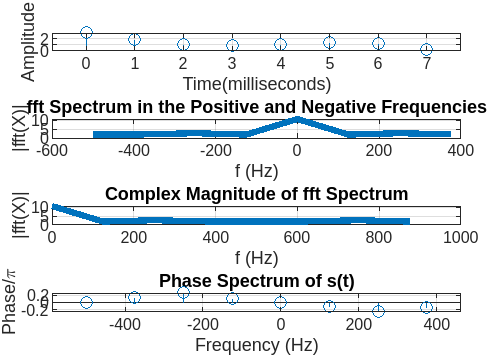 Amplitude
2
0
0 1 2 3 4 5 6 7
Time(milliseconds)
fft Spectrum in the Positive and Negative Frequencies
|fft(X)|
10
5
0
-600 -400 -200 0 200 400
f (Hz)
Complex Magnitude of fft Spectrum
|fft(X)|
10
5
0
0 200 400 600 800 1000
f (Hz)
Phase Spectrum of s(t)
Phase/π
0.2
0
-0.2
-400 -200 0 200 400
Frequency (Hz)